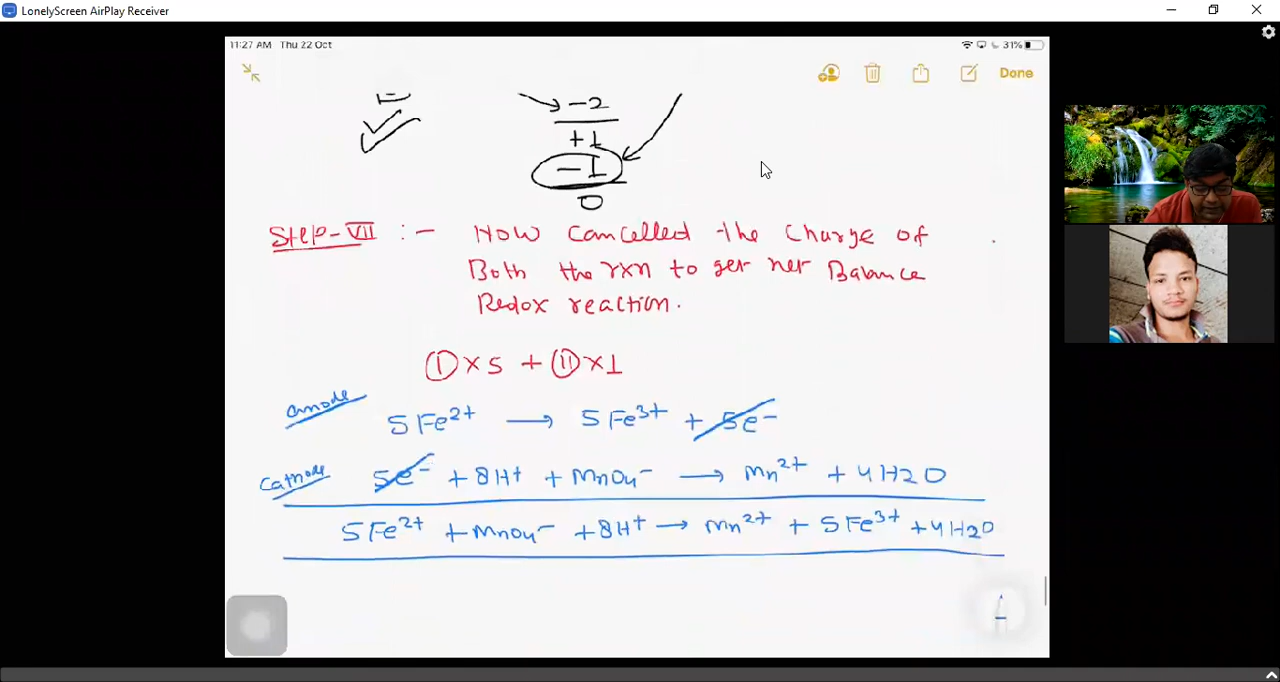 LonelyScreen AirPlay Receiver
11:27 AM Thu 22 Oct
31%
Done
-2
+1
-1
0
Step-VII :- Now cancelled the charge of
Both the rxn to get net Balance
Redox reaction.
(I) x 5 + (II) x 1
anode 5Fe²⁺ → 5Fe³⁺ + 5e⁻
Cathode 5e⁻ + 8H⁺ + MnO4⁻ → Mn²⁺ + 4H2O
5Fe²⁺ + MnO4⁻ + 8H⁺ → Mn²⁺ + 5Fe³⁺ + 4H2O